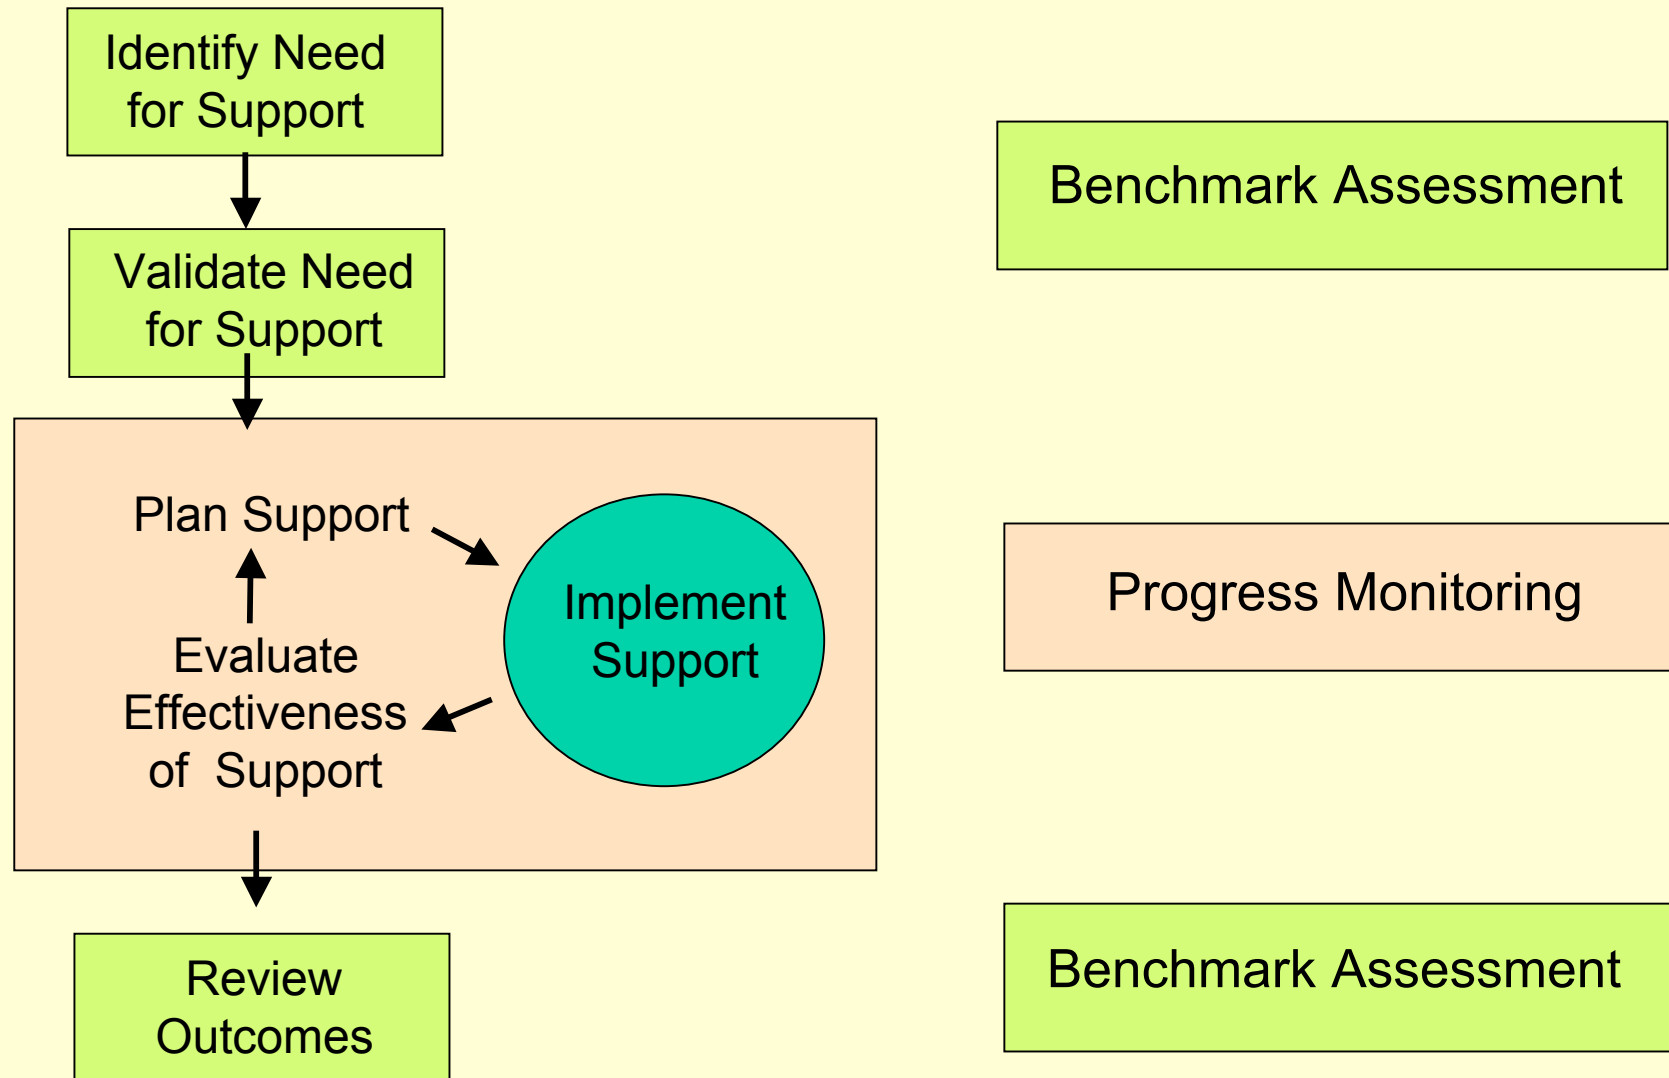 Identify Need
for Support
Validate Need
for Support
Plan Support
Implement
Support
Evaluate
Effectiveness
of Support
Review
Outcomes
Benchmark Assessment
Progress Monitoring
Benchmark Assessment